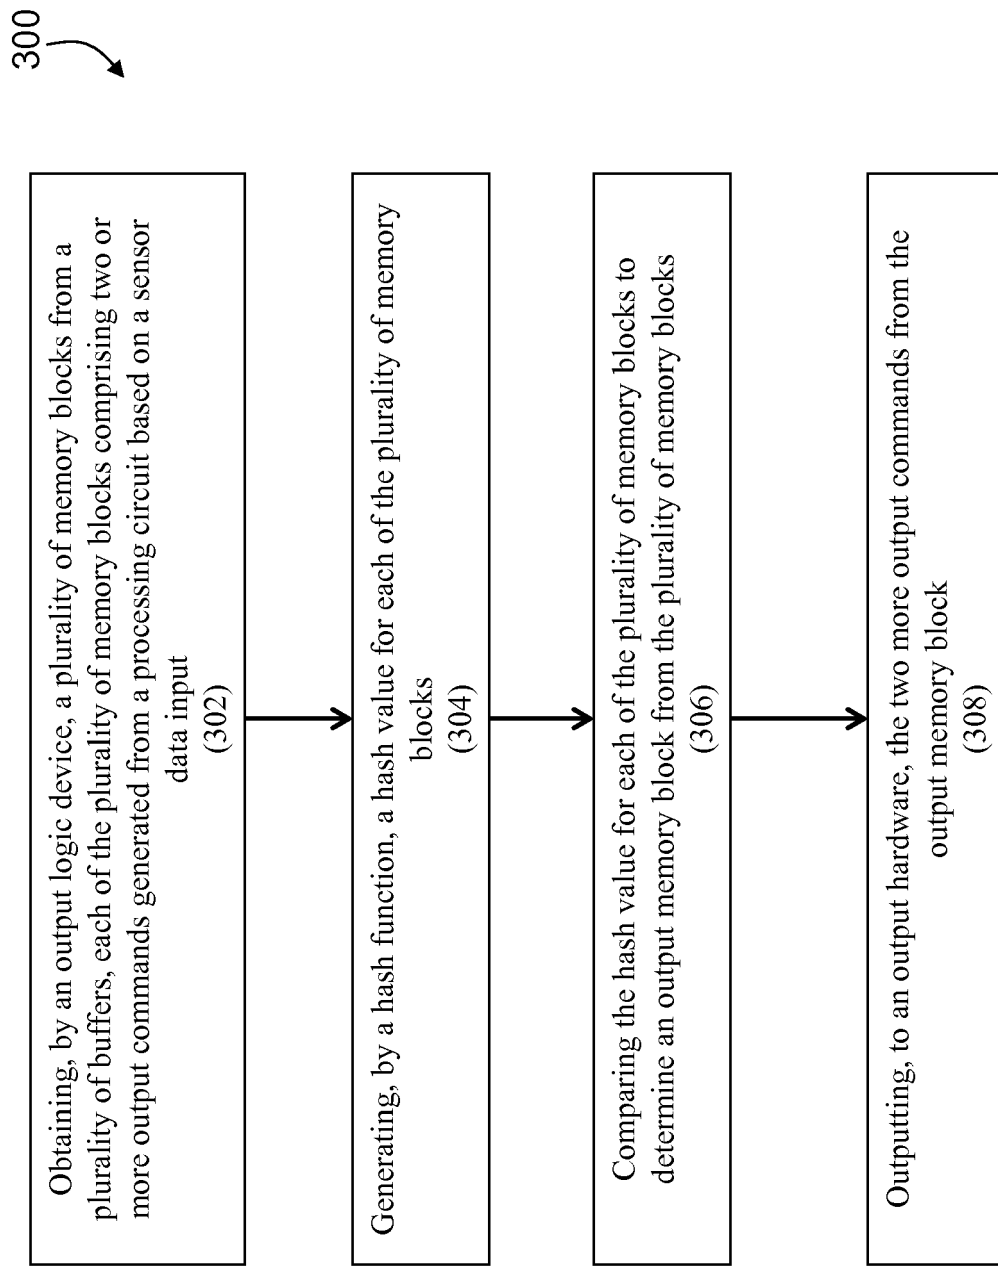 300
Obtaining, by an output logic device, a plurality of memory blocks from a
plurality of buffers, each of the plurality of memory blocks comprising two or
more output commands generated from a processing circuit based on a sensor
data input
(302)
Generating, by a hash function, a hash value for each of the plurality of memory
blocks
(304)
Comparing the hash value for each of the plurality of memory blocks to
determine an output memory block from the plurality of memory blocks
(306)
Outputting, to an output hardware, the two more output commands from the
output memory block
(308)